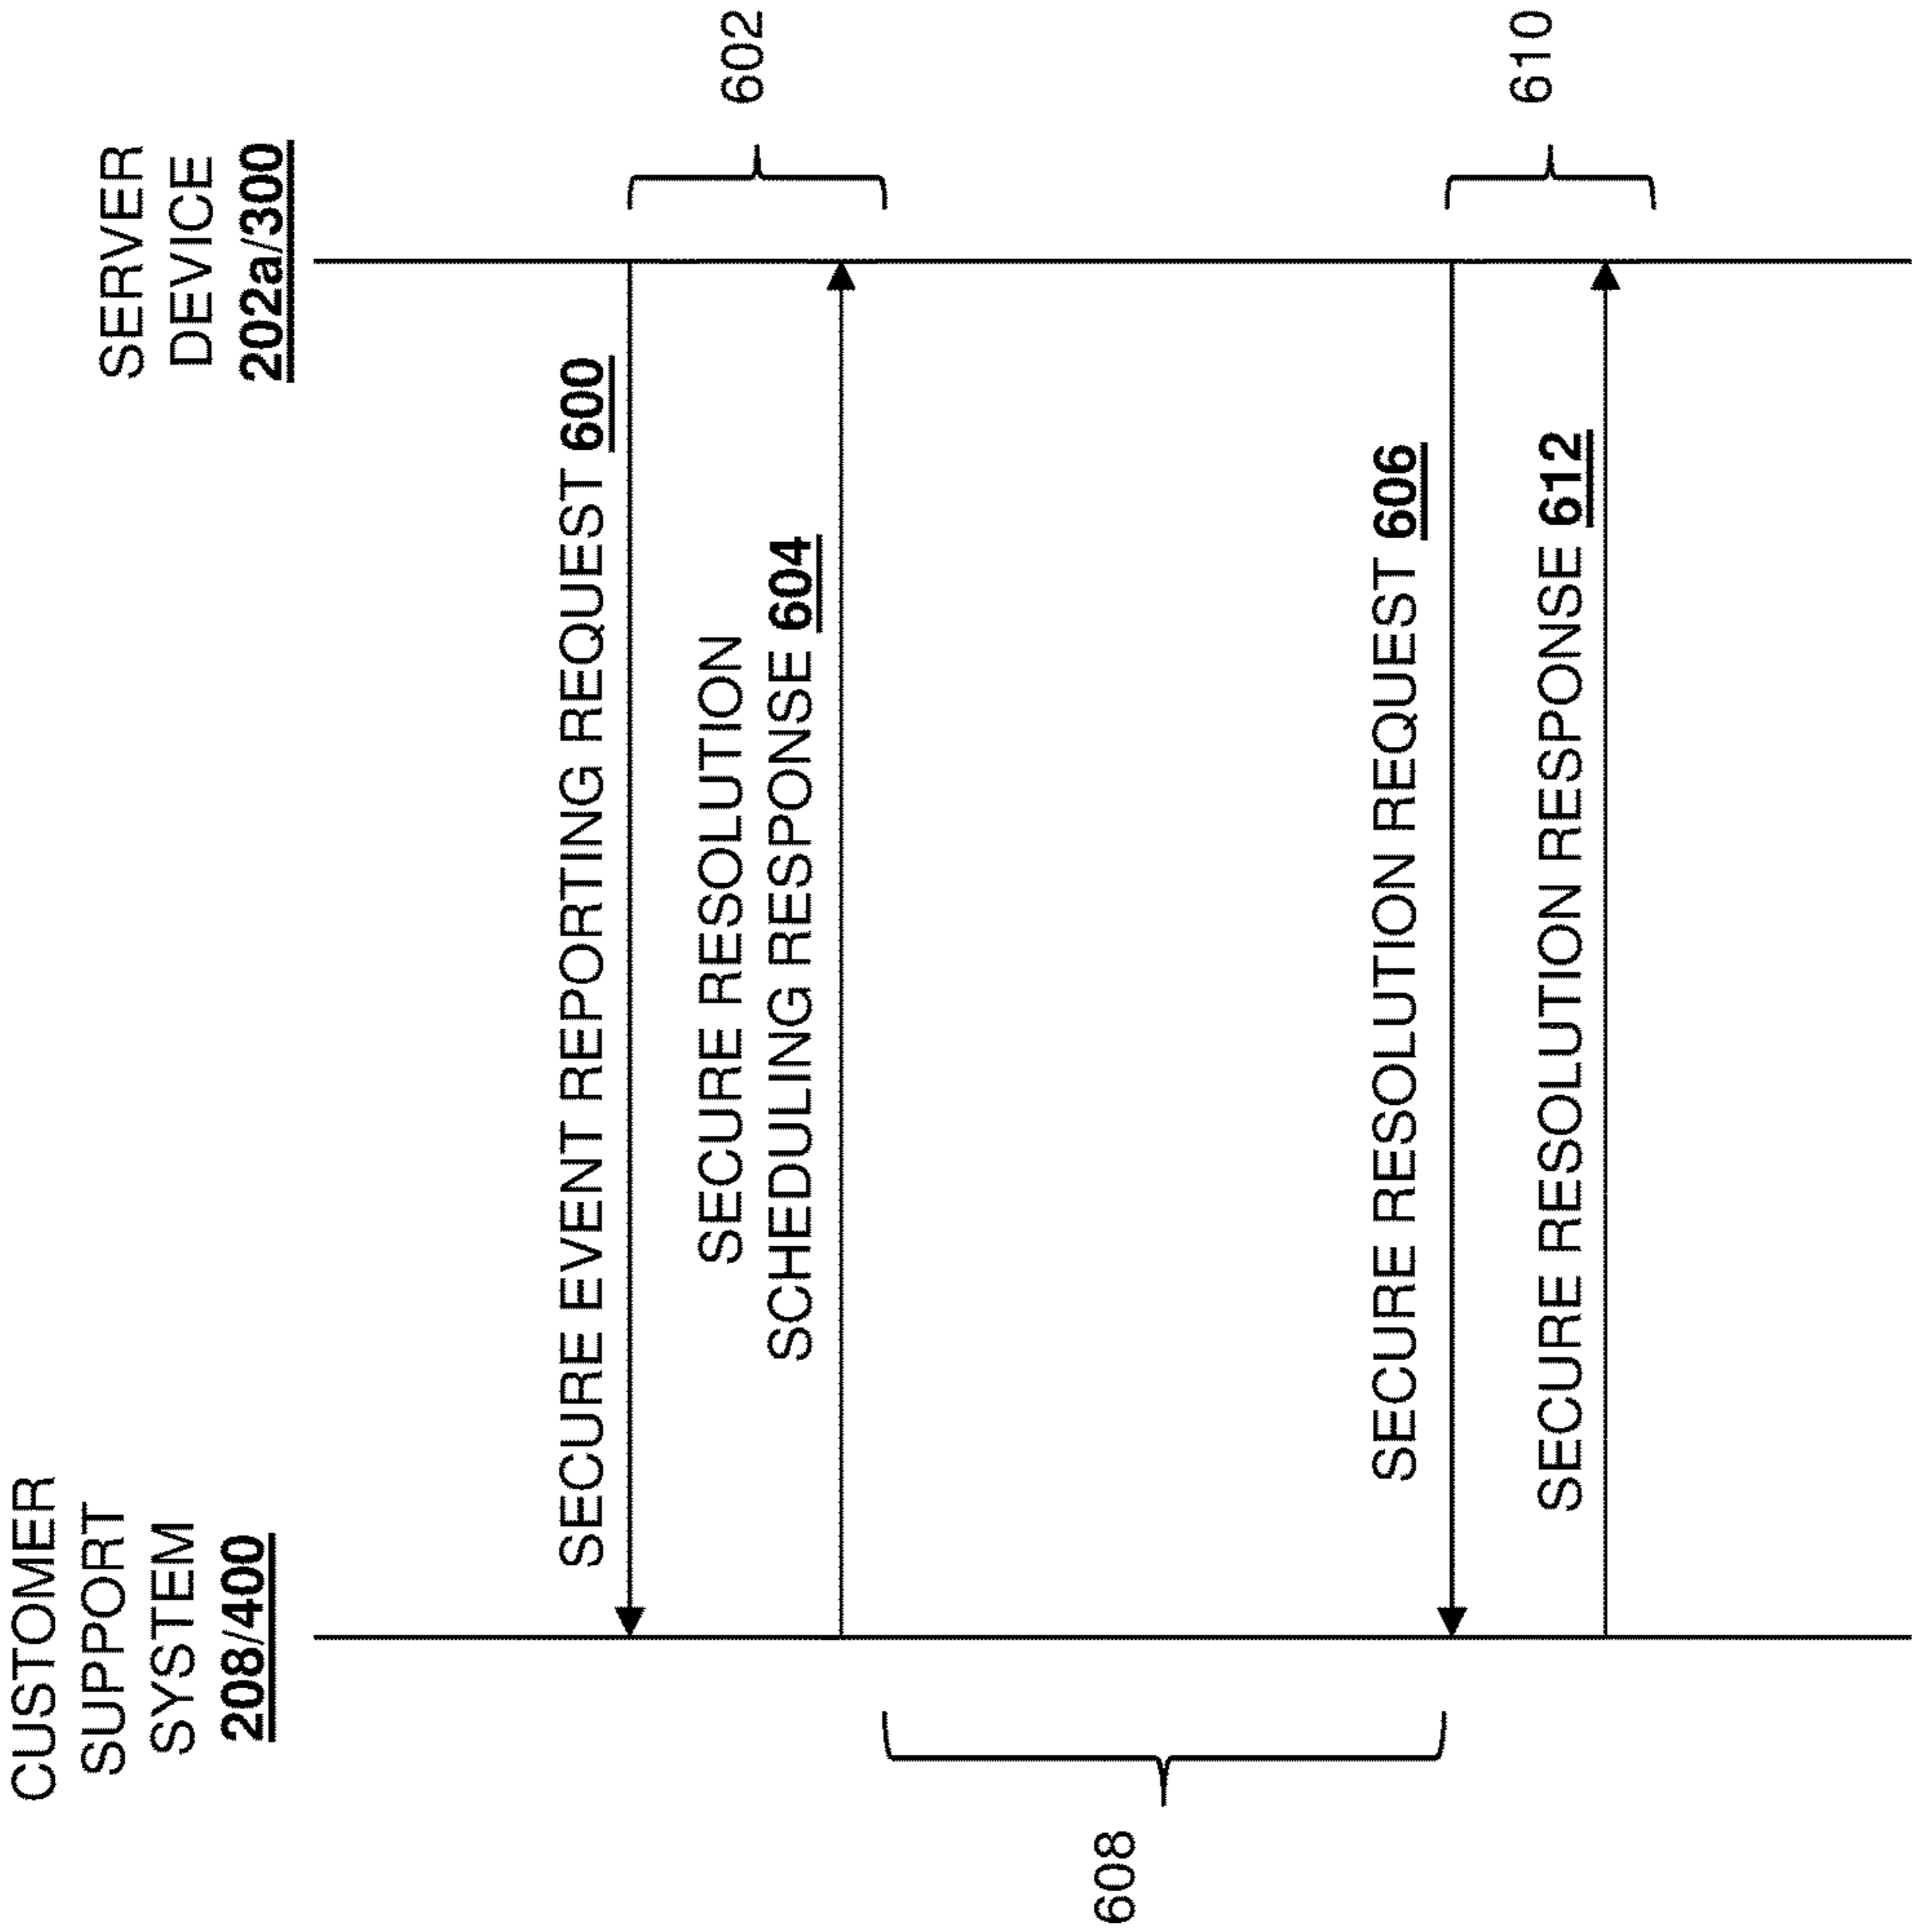 CUSTOMER
SUPPORT
SYSTEM
208/400
SERVER
DEVICE
202a/300
SECURE EVENT REPORTING REQUEST 600
602
SECURE RESOLUTION
SCHEDULING RESPONSE 604
608
SECURE RESOLUTION REQUEST 606
610
SECURE RESOLUTION RESPONSE 612